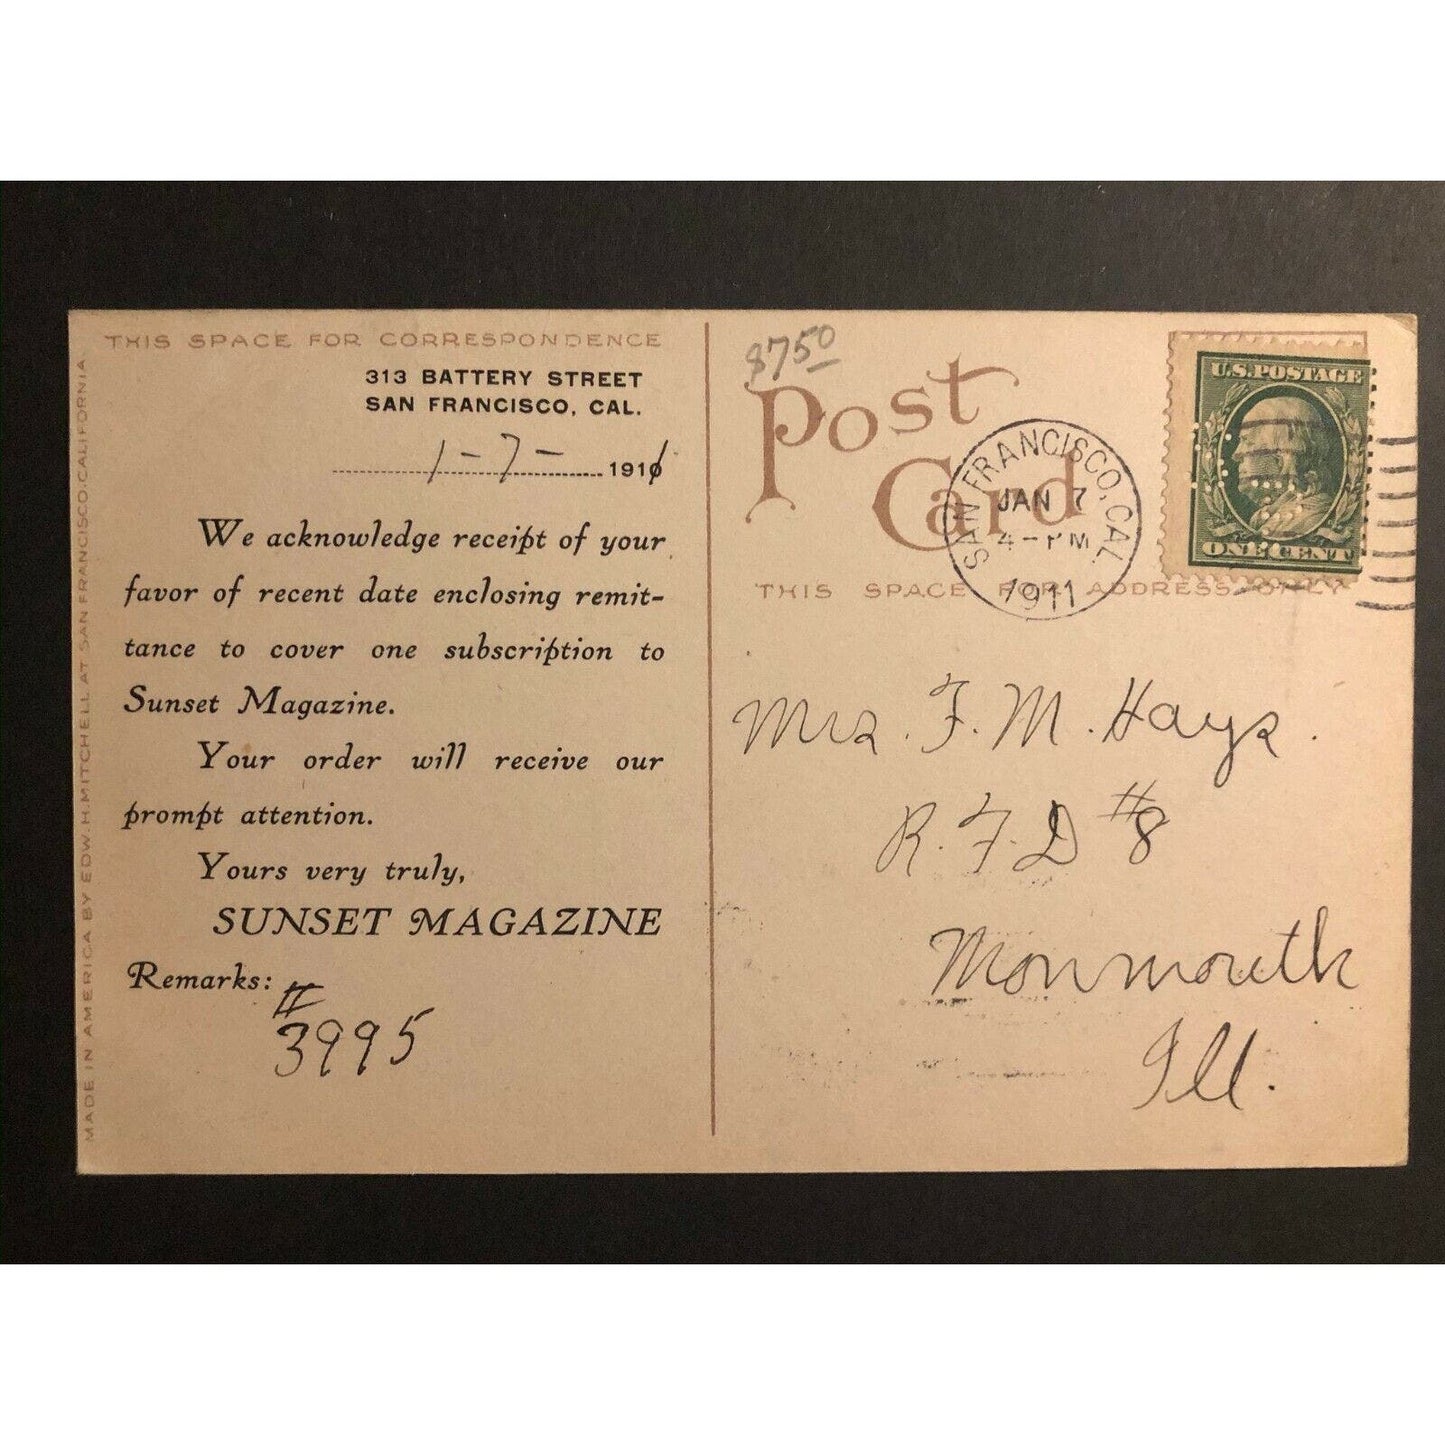 THIS SPACE FOR CORRESPONDENCE
313 BATTERY STREET
SAN FRANCISCO, CAL.
1-7- 1911
We acknowledge receipt of your
favor of recent date enclosing remit-
tance to cover one subscription to
Sunset Magazine.
Your order will receive our
prompt attention.
Yours very truly,
SUNSET MAGAZINE
Remarks:
#
3995
MADE IN AMERICA BY EDW. H. MITCHELL AT SAN FRANCISCO, CALIFORNIA
8750
Post
Card
SAN FRANCISCO, CAL.
JAN 7
4-PM
1911
U.S. POSTAGE
ONE CENT
THIS SPACE FOR ADDRESS ONLY
Mrs. F. M. Hays.
R. F. D #8
Monmouth
Ill.